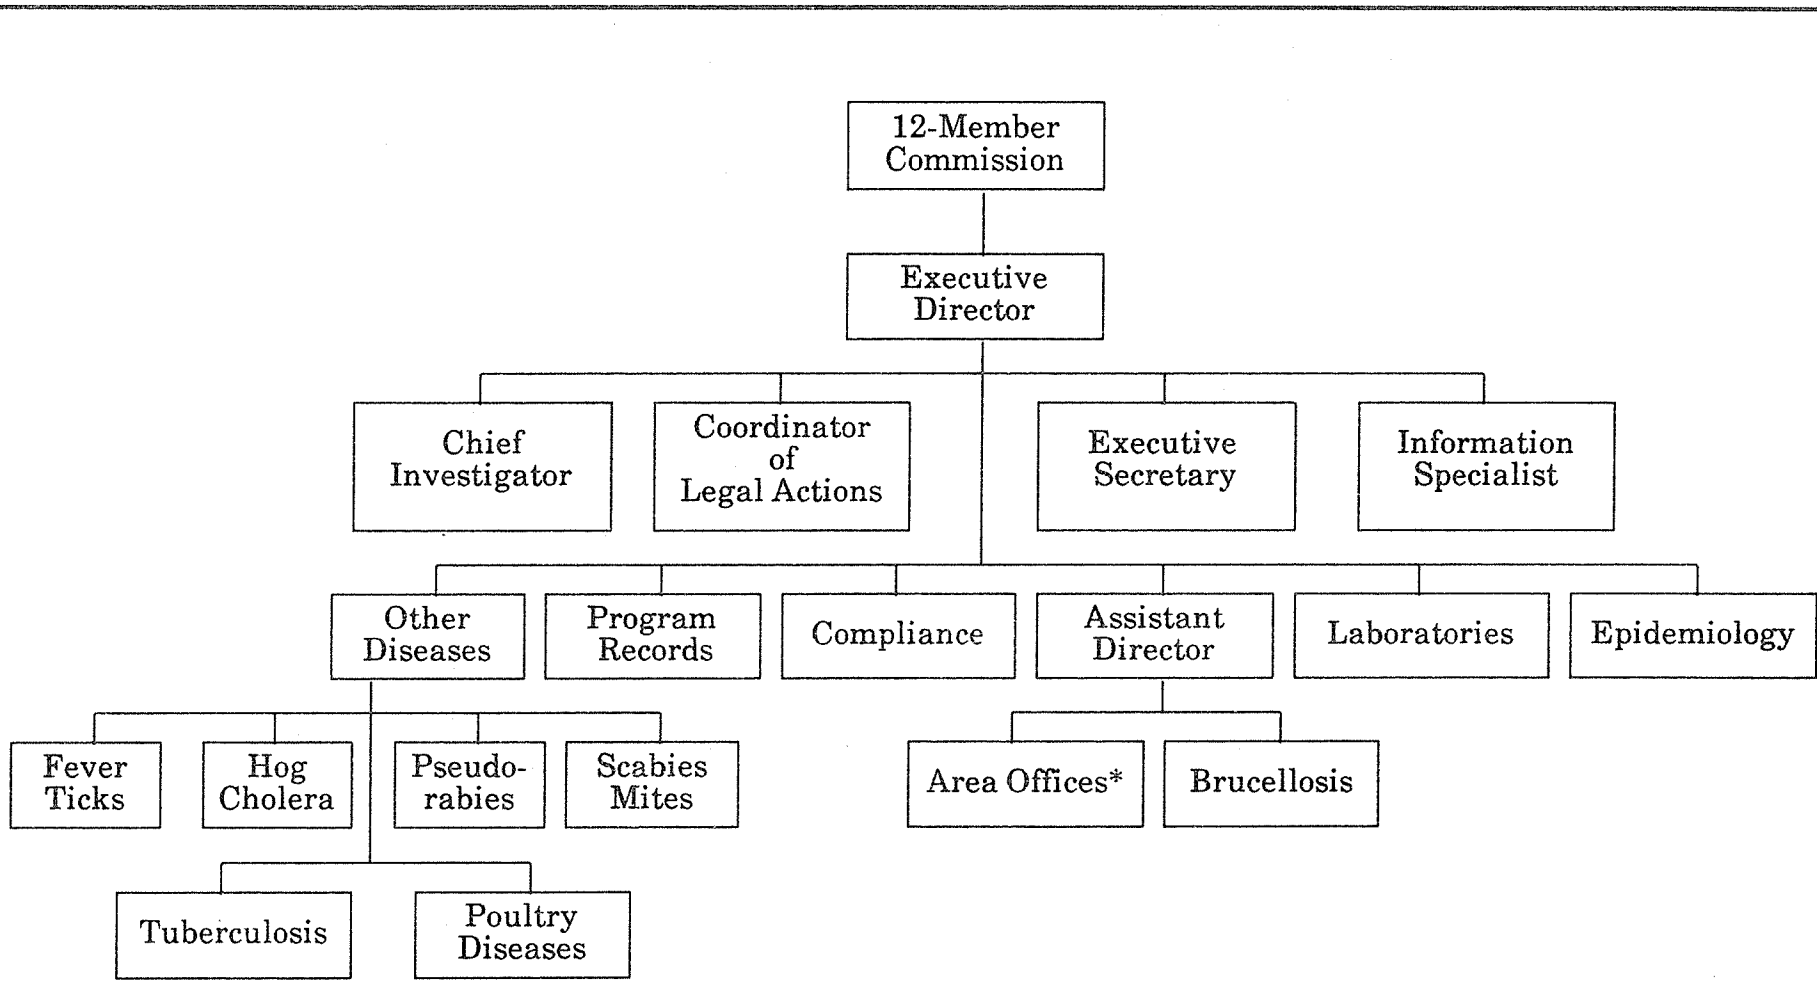 12-Member
Commission
Executive
Director
Chief
Investigator
Coordinator
of
Legal Actions
Executive
Secretary
Information
Specialist
Other
Diseases
Program
Records
Compliance
Assistant
Director
Laboratories
Epidemiology
Fever
Ticks
Hog
Cholera
Pseudo-
rabies
Scabies
Mites
Area Offices*
Brucellosis
Tuberculosis
Poultry
Diseases